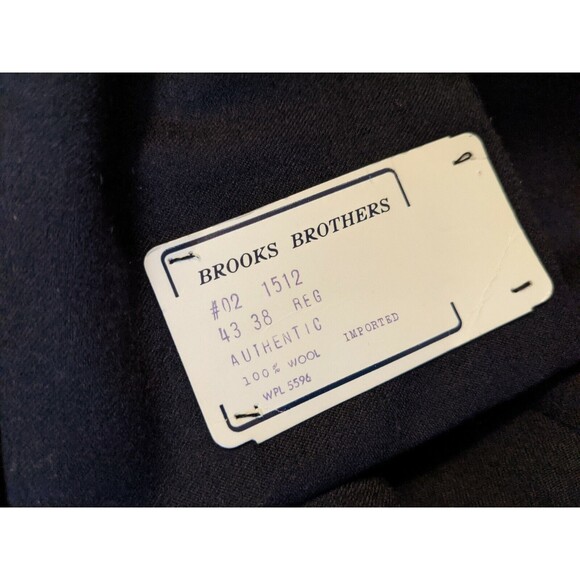 BROOKS BROTHERS
#02 1512
43 38 REG
AUTHENTIC
100% WOOL IMPORTED
WPL 5596